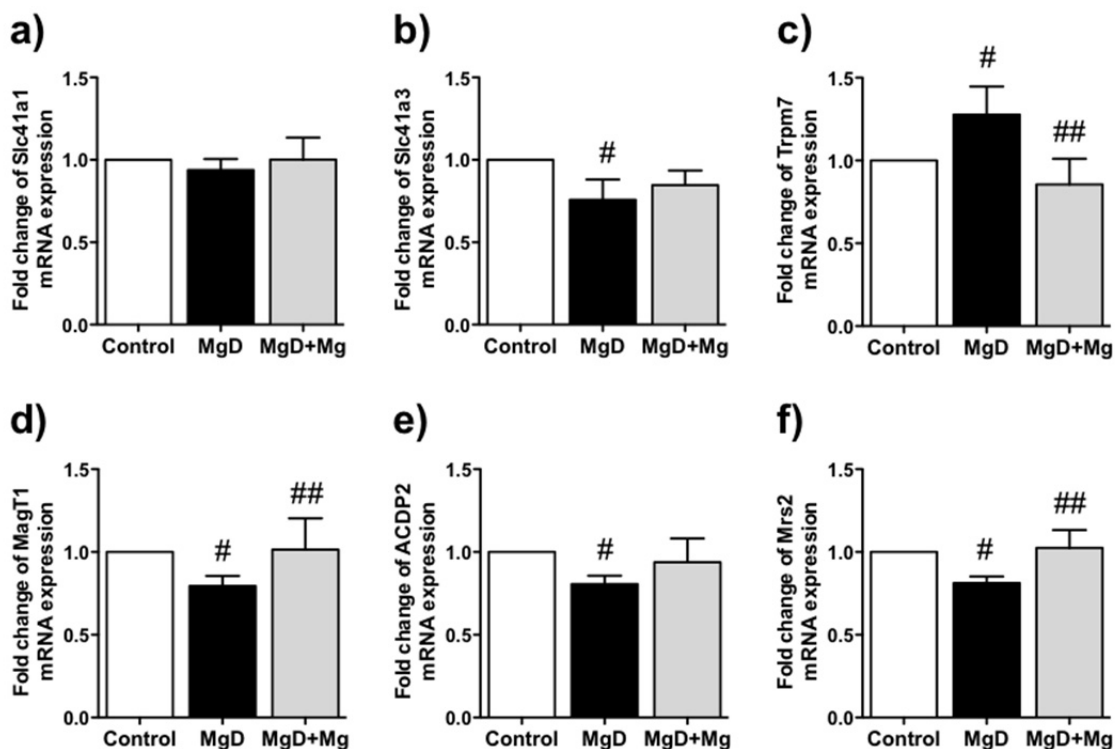 a)
Fold change of Slc41a1
mRNA expression
1.5
1.0
0.5
0.0
Control MgD MgD+Mg
b)
Fold change of Slc41a3
mRNA expression
1.5
1.0
0.5
0.0
#
Control MgD MgD+Mg
c)
Fold change of Trpm7
mRNA expression
1.5
1.0
0.5
0.0
#
##
Control MgD MgD+Mg
d)
Fold change of MagT1
mRNA expression
1.5
1.0
0.5
0.0
#
##
Control MgD MgD+Mg
e)
Fold change of ACDP2
mRNA expression
1.5
1.0
0.5
0.0
#
Control MgD MgD+Mg
f)
Fold change of Mrs2
mRNA expression
1.5
1.0
0.5
0.0
#
##
Control MgD MgD+Mg